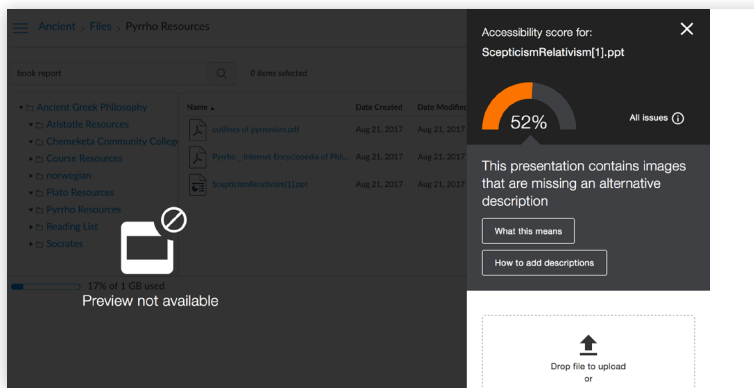 Ancient > Files > Pyrrho Resources
book report
0 items selected
Ancient Greek Philosophy
Aristotle Resources
Chemeketa Community Colleg
Course Resources
norwegian
Plato Resources
Pyrrho Resources
Reading List
Socrates
17% of 1 GB used
Name Date Created Date Modified
outlines of pyrronism.pdf Aug 21, 2017 Aug 21, 2017
Pyrrho _ Internet Encyclopedia of Phil... Aug 21, 2017 Aug 21, 2017
ScepticismRelativism[1].ppt Aug 21, 2017 Aug 21, 2017
Preview not available
Accessibility score for:
ScepticismRelativism[1].ppt
52%
All issues
This presentation contains images
that are missing an alternative
description
What this means
How to add descriptions
Drop file to upload
or